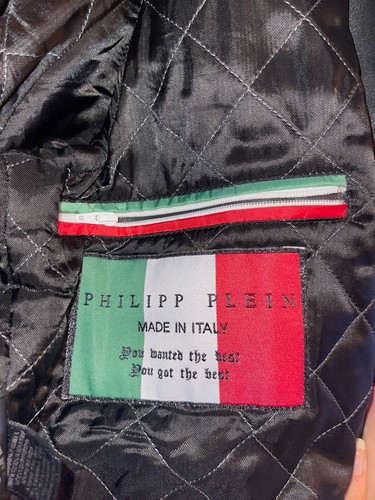 PHILIPP PLEIN
MADE IN ITALY
You wanted the best
You got the best